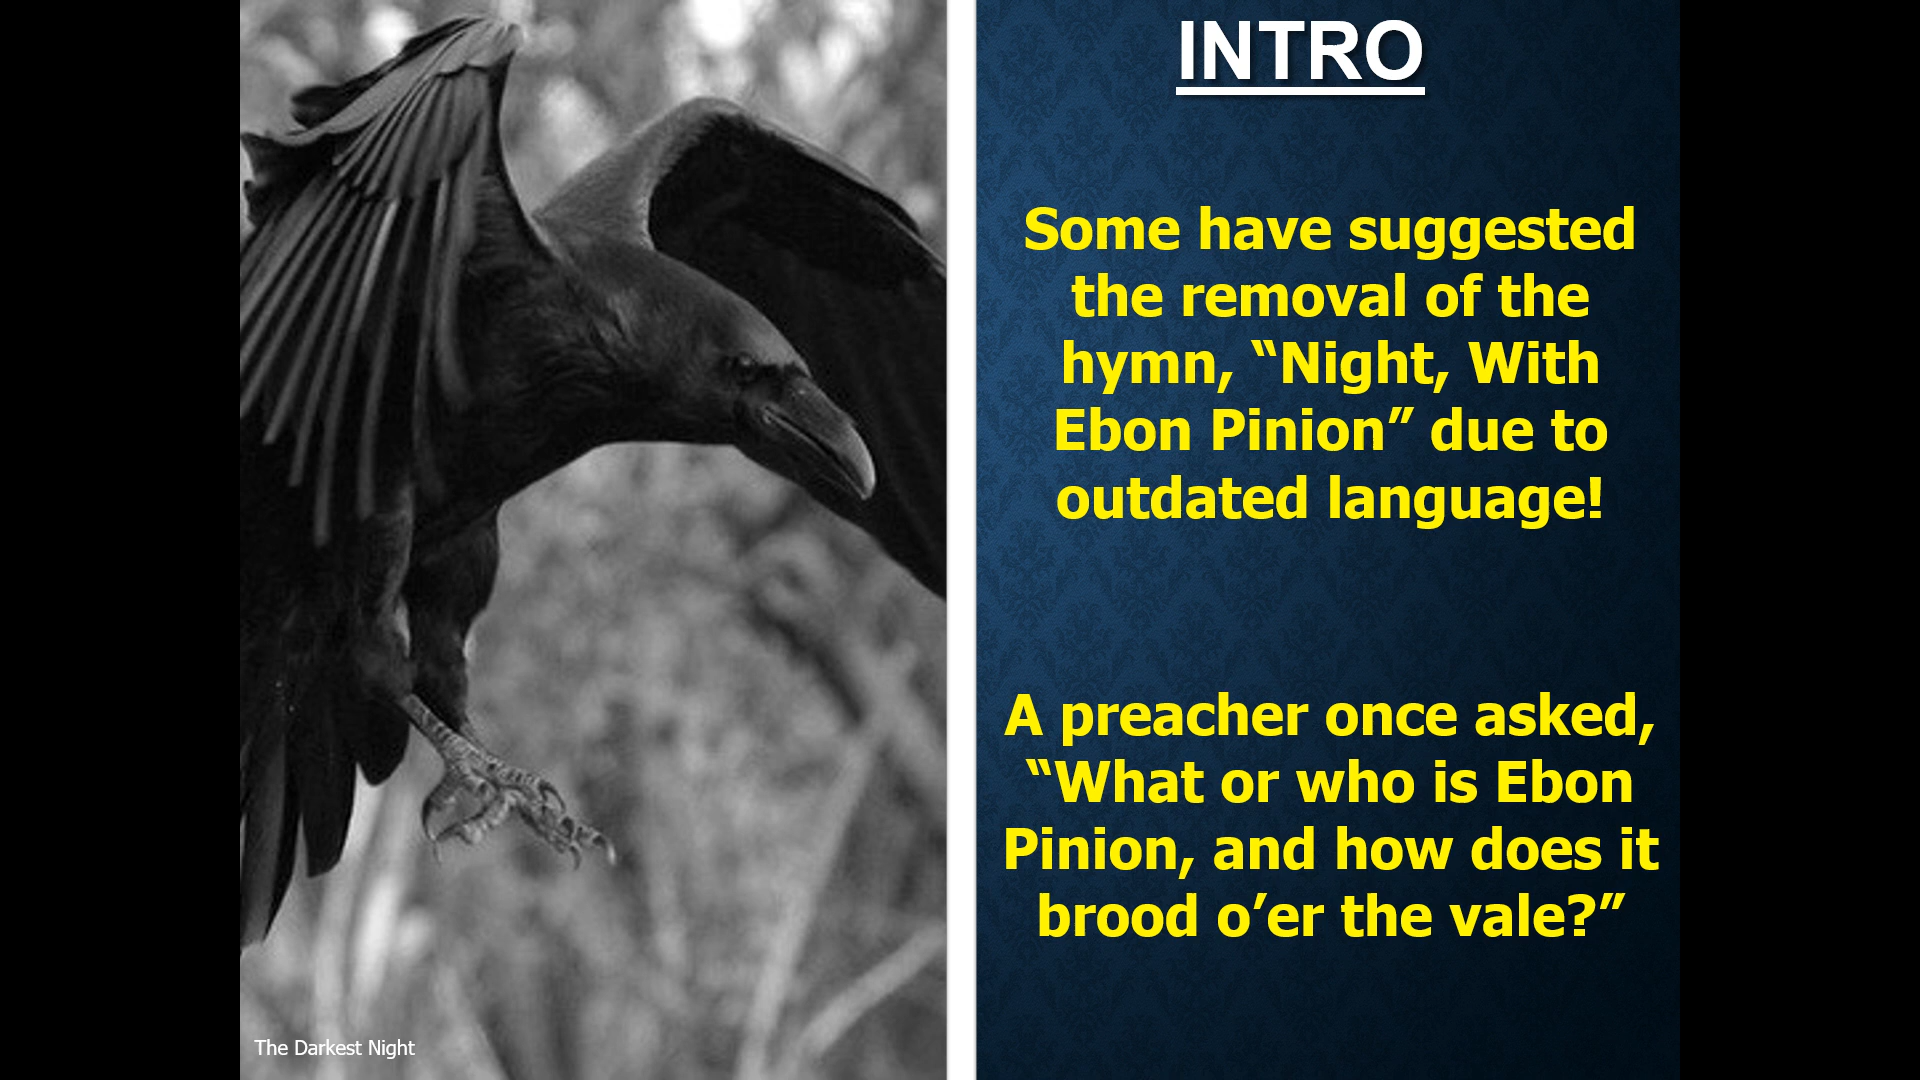 INTRO
Some have suggested
the removal of the
hymn, “Night, With
Ebon Pinion” due to
outdated language!
A preacher once asked,
“What or who is Ebon
Pinion, and how does it
brood o’er the vale?”
The Darkest Night